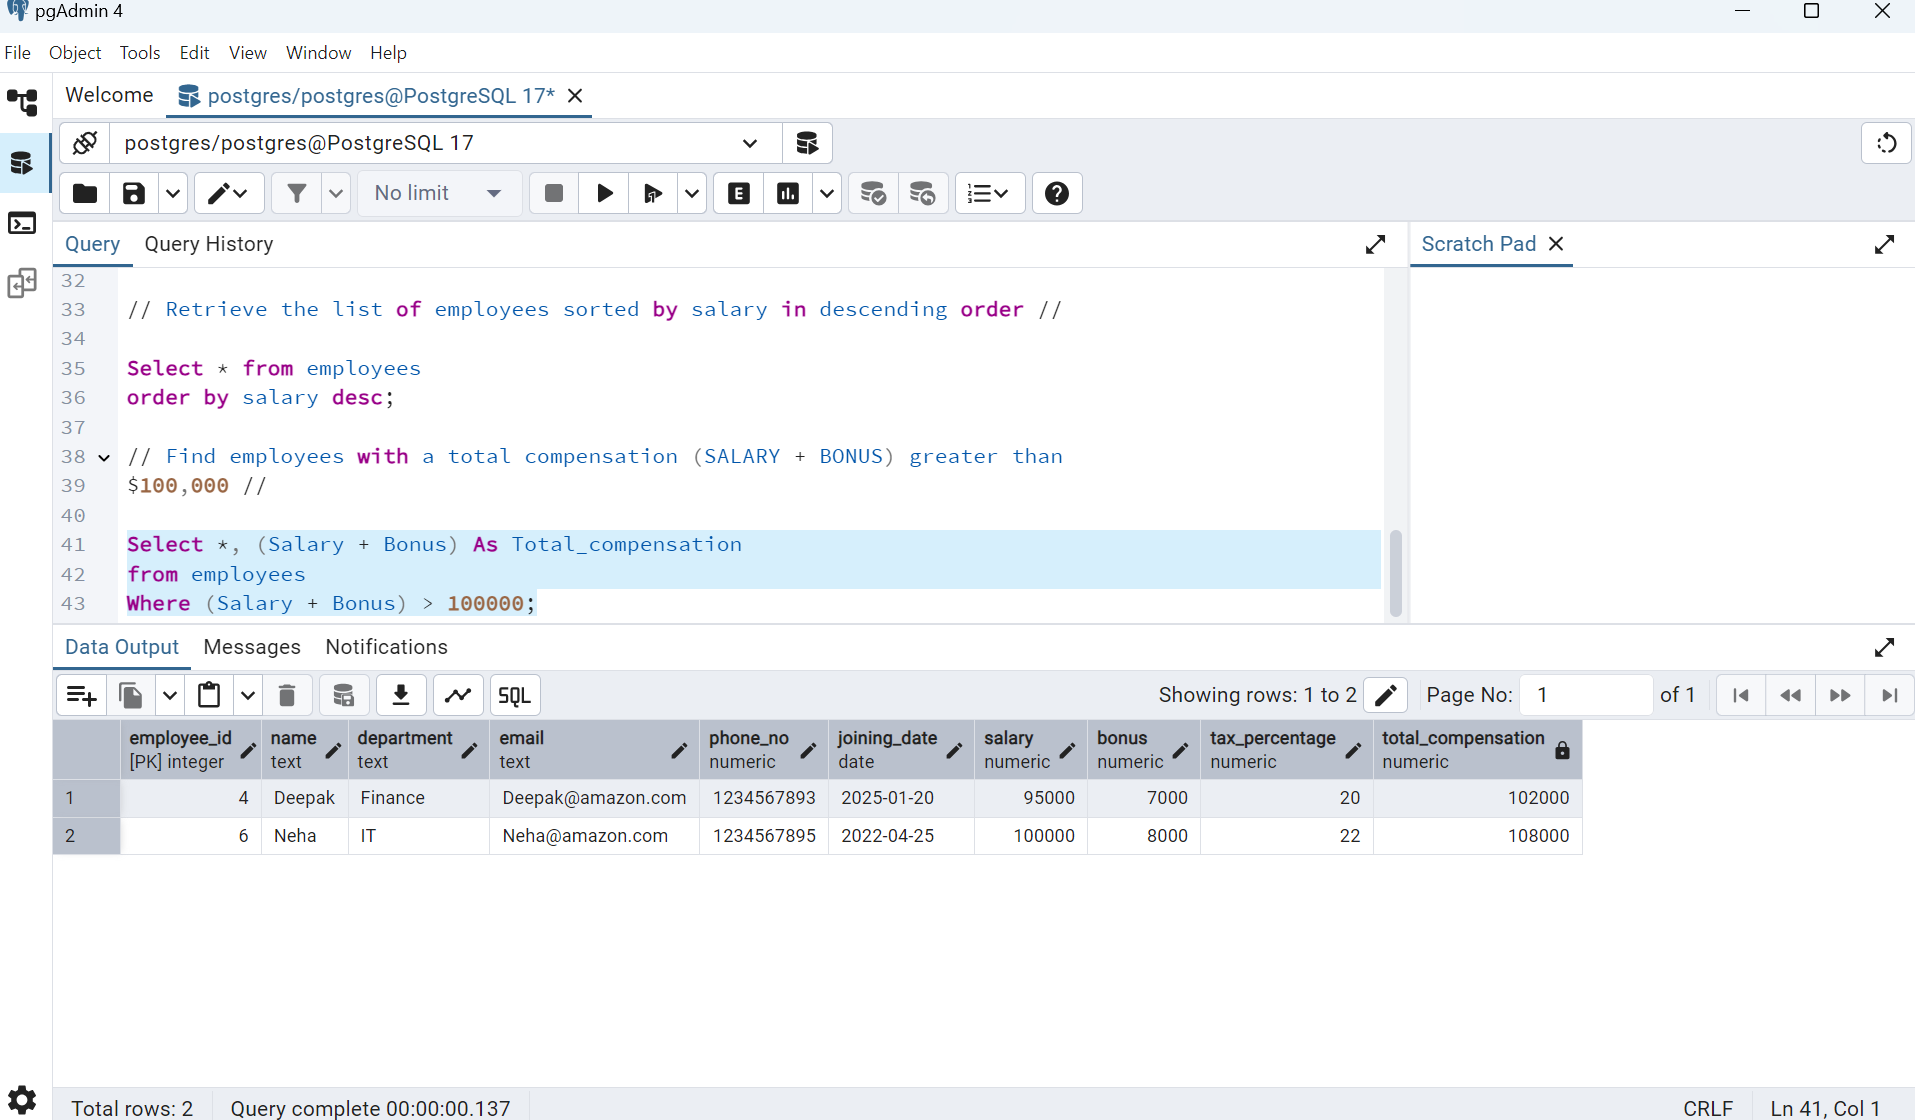 pgAdmin 4
File Object Tools Edit View Window Help
Welcome postgres/postgres@PostgreSQL 17*
postgres/postgres@PostgreSQL 17
No limit E
Query Query History Scratch Pad
32
33 // Retrieve the list of employees sorted by salary in descending order //
34
35 Select * from employees
36 order by salary desc;
37
38 // Find employees with a total compensation (SALARY + BONUS) greater than
39 $100,000 //
40
41 Select *, (Salary + Bonus) As Total_compensation
42 from employees
43 Where (Salary + Bonus) > 100000;
Data Output Messages Notifications
SQL Showing rows: 1 to 2 Page No: 1 of 1
employee_id name department email phone_no joining_date salary bonus tax_percentage total_compensation
[PK] integer text text text numeric date numeric numeric numeric numeric
1 4 Deepak Finance Deepak@amazon.com 1234567893 2025-01-20 95000 7000 20 102000
2 6 Neha IT Neha@amazon.com 1234567895 2022-04-25 100000 8000 22 108000
Total rows: 2 Query complete 00:00:00.137 CRLF Ln 41, Col 1